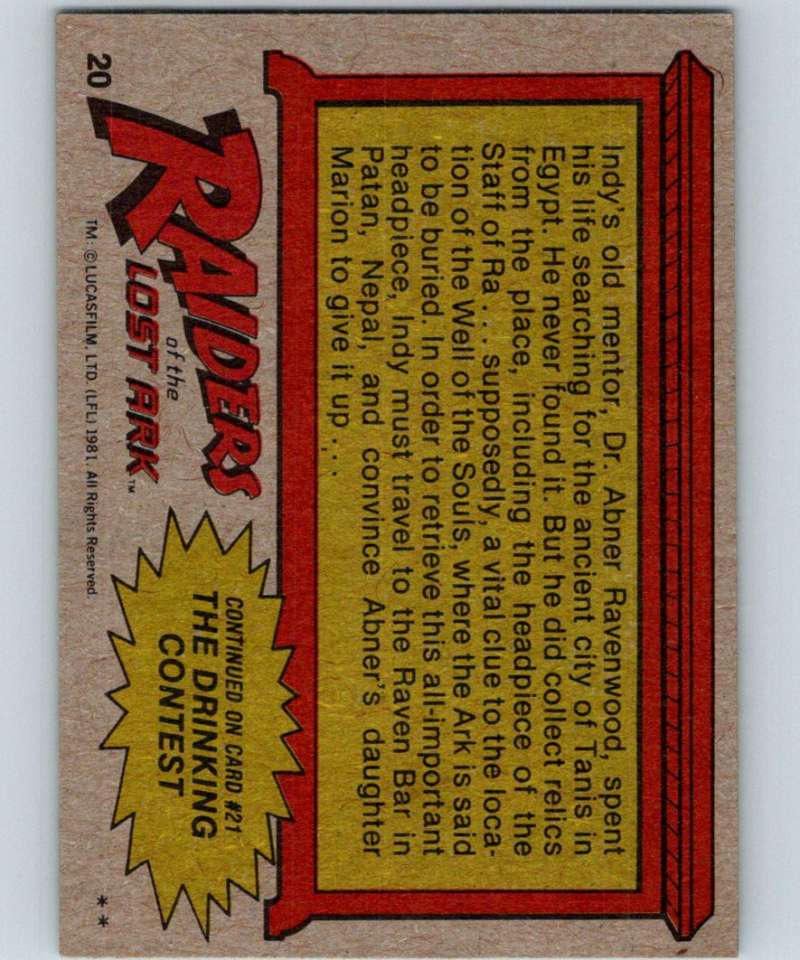 Indy's old mentor, Dr. Abner Ravenwood, spent
his life searching for the ancient city of Tanis in
Egypt. He never found it. But he did collect relics
from the place, including the headpiece of the
Staff of Ra . . . supposedly, a vital clue to the loca-
tion of the Well of the Souls, where the Ark is said
to be buried. In order to retrieve this all-important
headpiece, Indy must travel to the Raven Bar in
Patan, Nepal, and convince Abner's daughter
Marion to give it up . . .
RAIDERS
of the
LOST ARK™
CONTINUED ON CARD #21
THE DRINKING
CONTEST
20
TM: © LUCASFILM, LTD. (LFL) 1981. All Rights Reserved.
* *